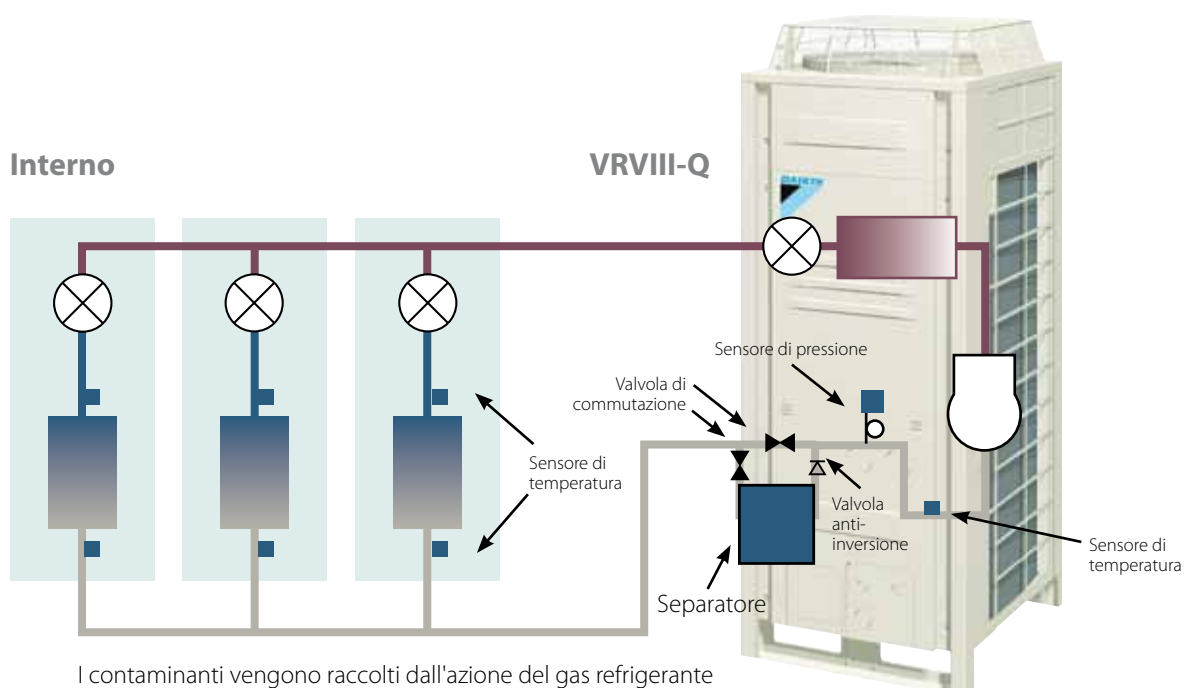 Interno
VRVIII-Q
DAIKIN
Sensore di pressione
Valvola di
commutazione
Sensore di
temperatura
Valvola
anti-
inversione
Sensore di
temperatura
Separatore
I contaminanti vengono raccolti dall'azione del gas refrigerante